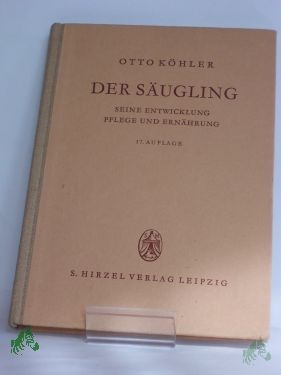 OTTO KÖHLER
DER SÄUGLING
SEINE ENTWICKLUNG
PFLEGE UND ERNÄHRUNG
17. AUFLAGE
S. HIRZEL VERLAG LEIPZIG